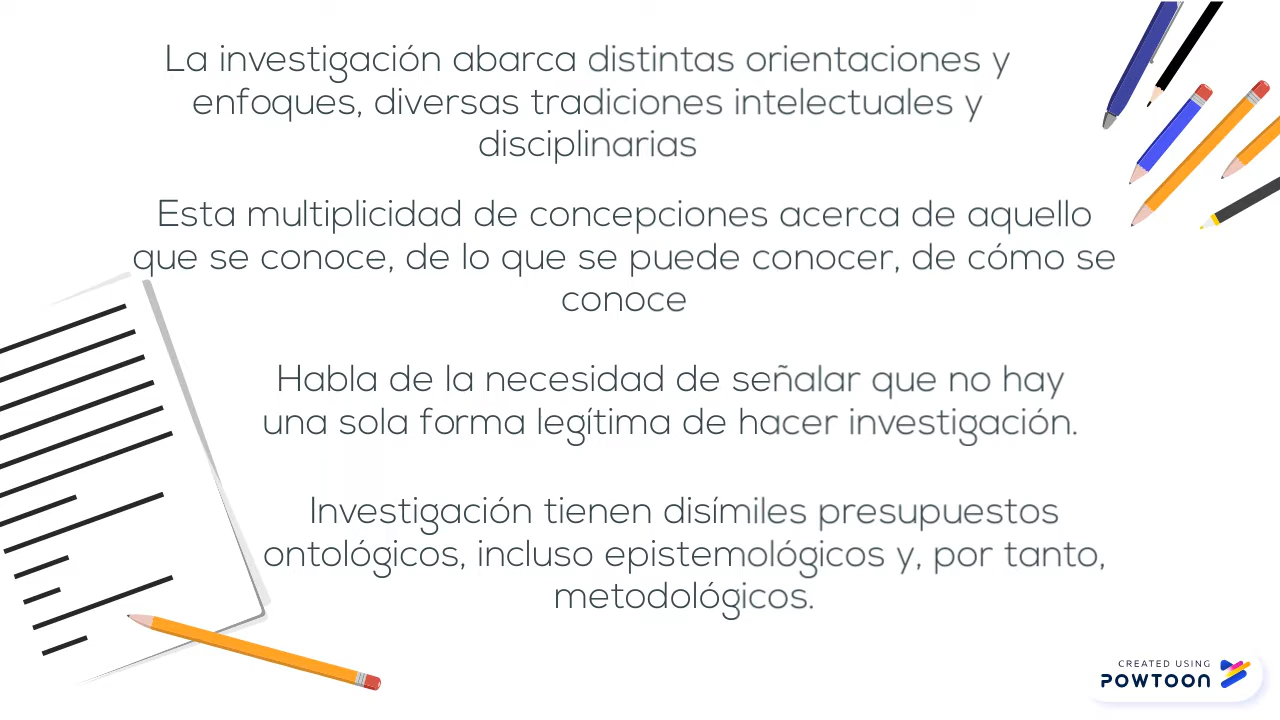 La investigación abarca distintas orientaciones y
enfoques, diversas tradiciones intelectuales y
disciplinarias
Esta multiplicidad de concepciones acerca de aquello
que se conoce, de lo que se puede conocer, de cómo se
conoce
Habla de la necesidad de señalar que no hay
una sola forma legítima de hacer investigación.
Investigación tienen disímiles presupuestos
ontológicos, incluso epistemológicos y, por tanto,
metodológicos.
CREATED USING
POWTOON